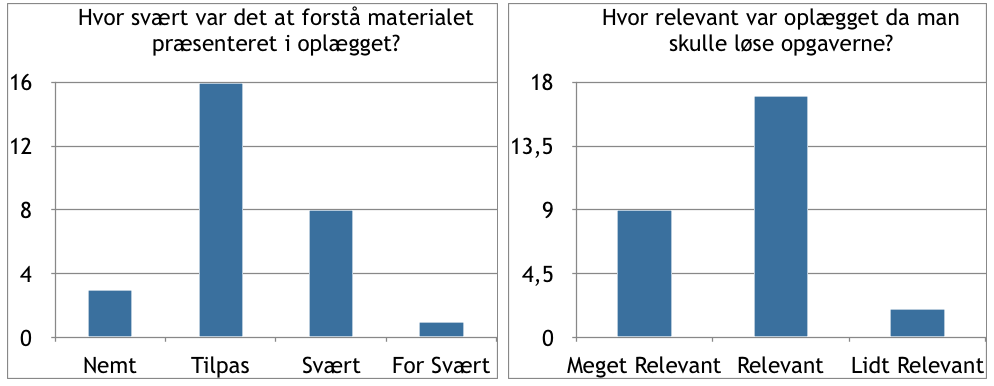 Hvor svært var det at forstå materialet
præsenteret i oplægget?
16
12
8
4
0
Nemt Tilpas Svært For Svært
Hvor relevant var oplægget da man
skulle løse opgaverne?
18
13,5
9
4,5
0
Meget Relevant Relevant Lidt Relevant